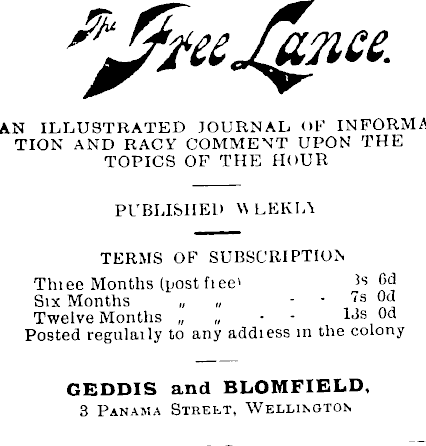 The Free Lance.
AN ILLUSTRATED JOURNAL OF INFORMA
TION AND RACY COMMENT UPON THE
TOPICS OF THE HOUR
PUBLISHED WEEKLY
TERMS OF SUBSCRIPTION
Three Months (post free) 3s 6d
Six Months „ „ - - 7s 0d
Twelve Months „ „ - - 13s 0d
Posted regularly to any address in the colony
GEDDIS and BLOMFIELD,
3 PANAMA STREET, WELLINGTON